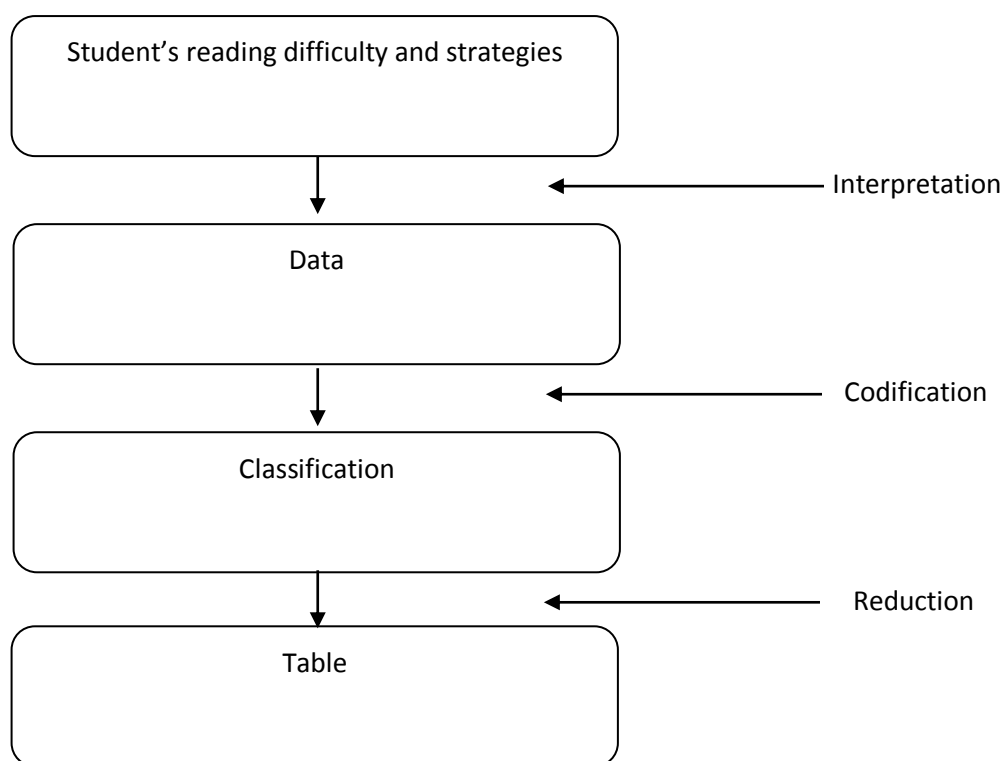 Student’s reading difficulty and strategies
Interpretation
Data
Codification
Classification
Reduction
Table